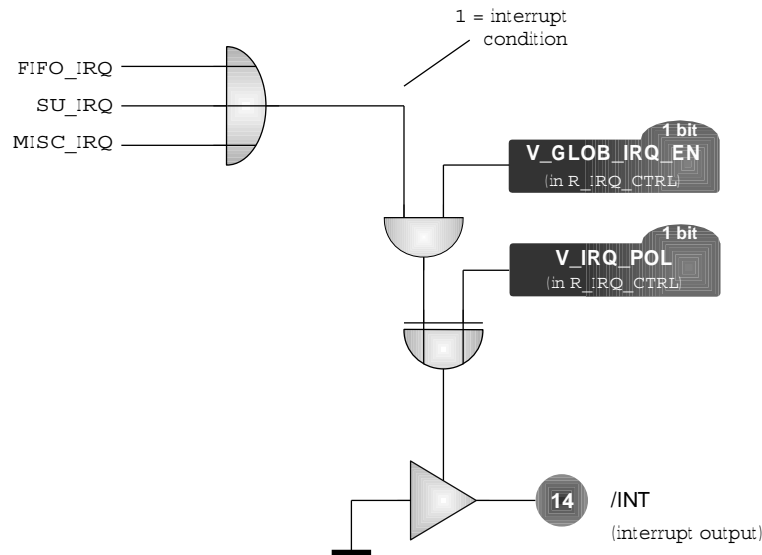 1 = interrupt
condition
FIFO_IRQ
SU_IRQ
MISC_IRQ
1 bit
V_GLOB_IRQ_EN
(in R_IRQ_CTRL)
1 bit
V_IRQ_POL
(in R_IRQ_CTRL)
14
/INT
(interrupt output)